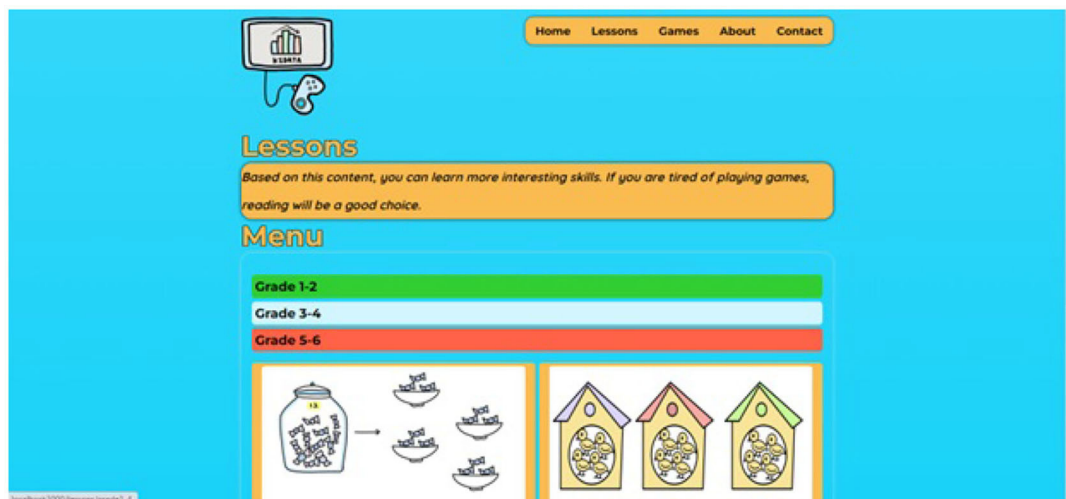 Home Lessons Games About Contact
Lessons
Based on this content, you can learn more interesting skills. If you are tired of playing games,
reading will be a good choice.
Menu
Grade 1-2
Grade 3-4
Grade 5-6